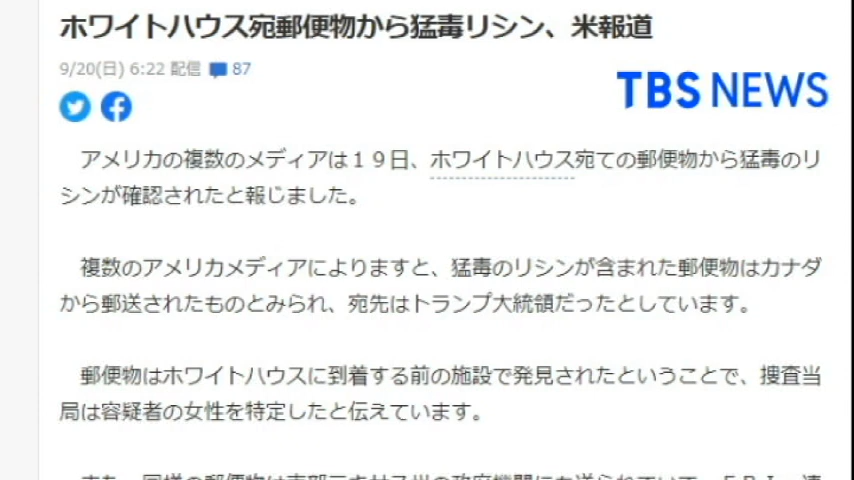 ホワイトハウス宛郵便物から猛毒リシン、米報道
9/20(日) 6:22 配信 87
TBS NEWS
アメリカの複数のメディアは１９日、ホワイトハウス宛ての郵便物から猛毒のリ
シンが確認されたと報じました。
複数のアメリカメディアによりますと、猛毒のリシンが含まれた郵便物はカナダ
から郵送されたものとみられ、宛先はトランプ大統領だったとしています。
郵便物はホワイトハウスに到着する前の施設で発見されたということで、捜査当
局は容疑者の女性を特定したと伝えています。